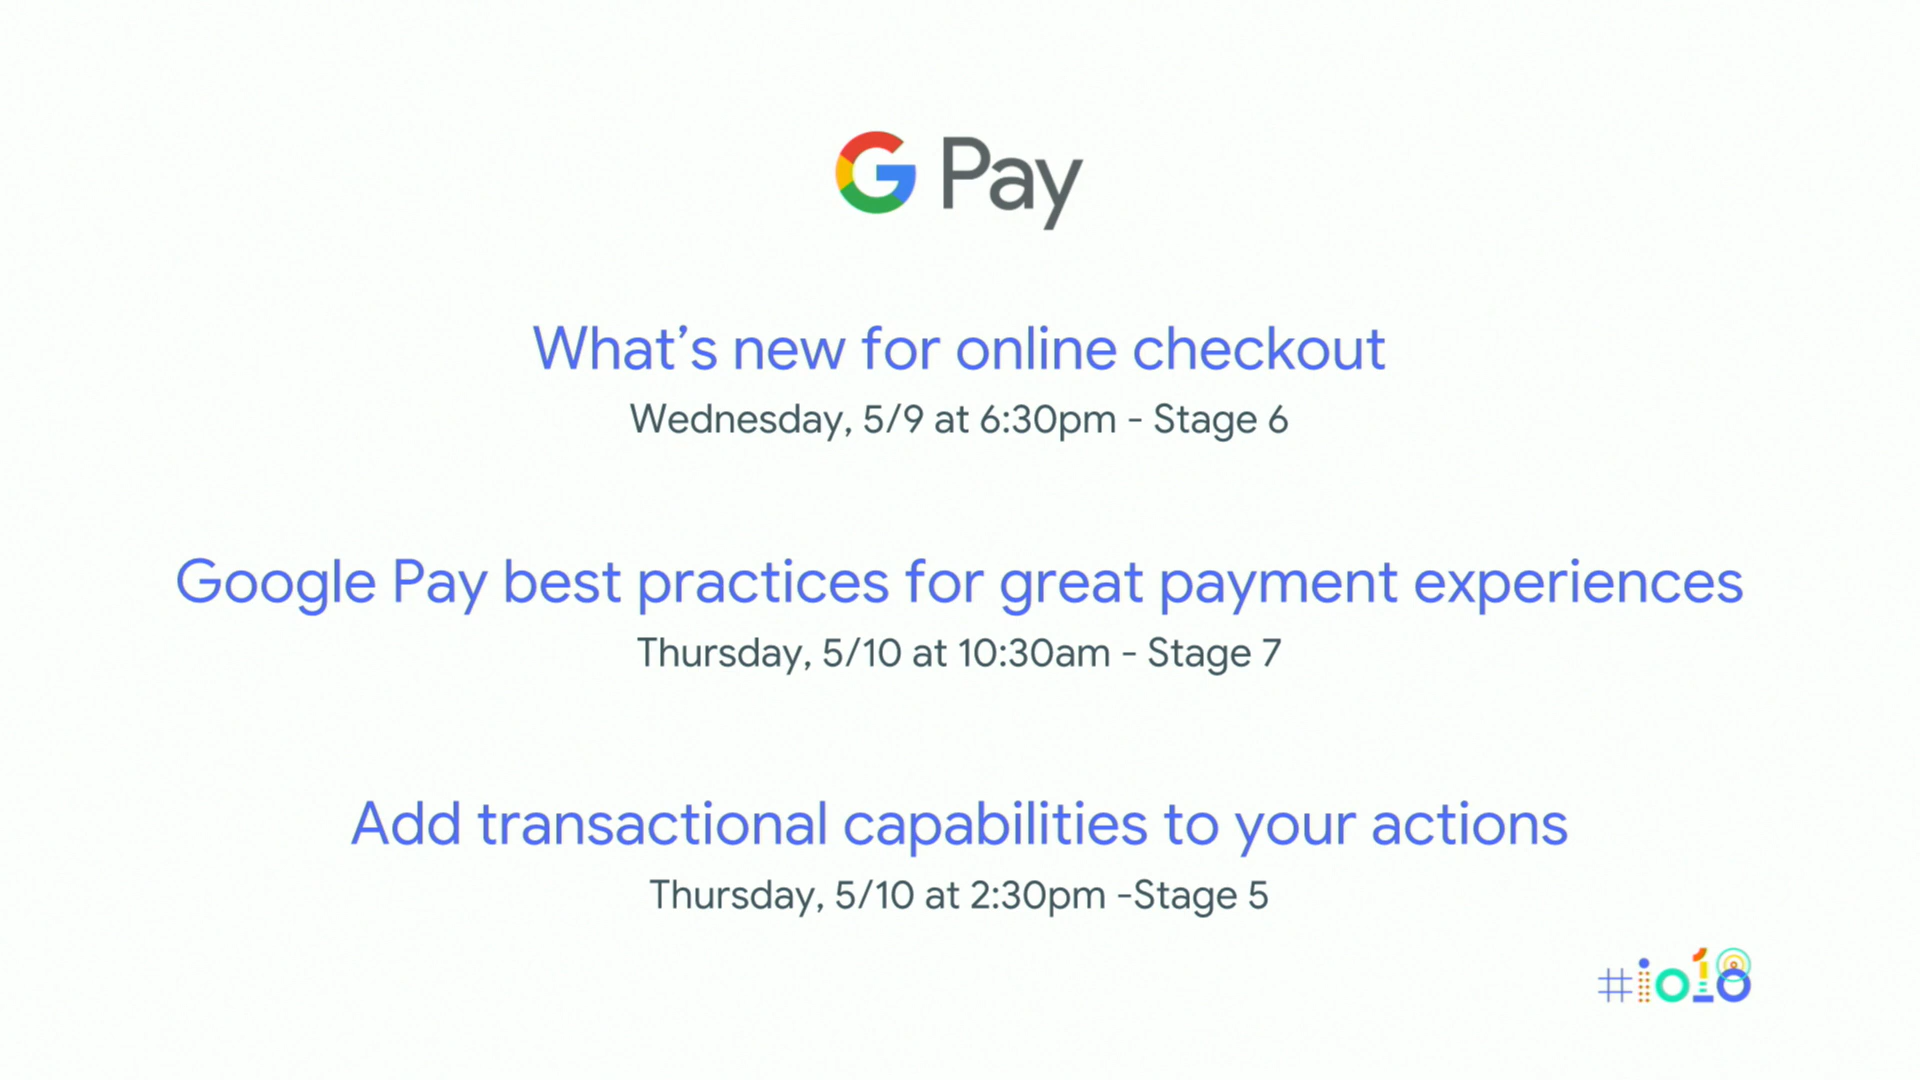 G Pay
What’s new for online checkout
Wednesday, 5/9 at 6:30pm - Stage 6
Google Pay best practices for great payment experiences
Thursday, 5/10 at 10:30am - Stage 7
Add transactional capabilities to your actions
Thursday, 5/10 at 2:30pm -Stage 5
#io18